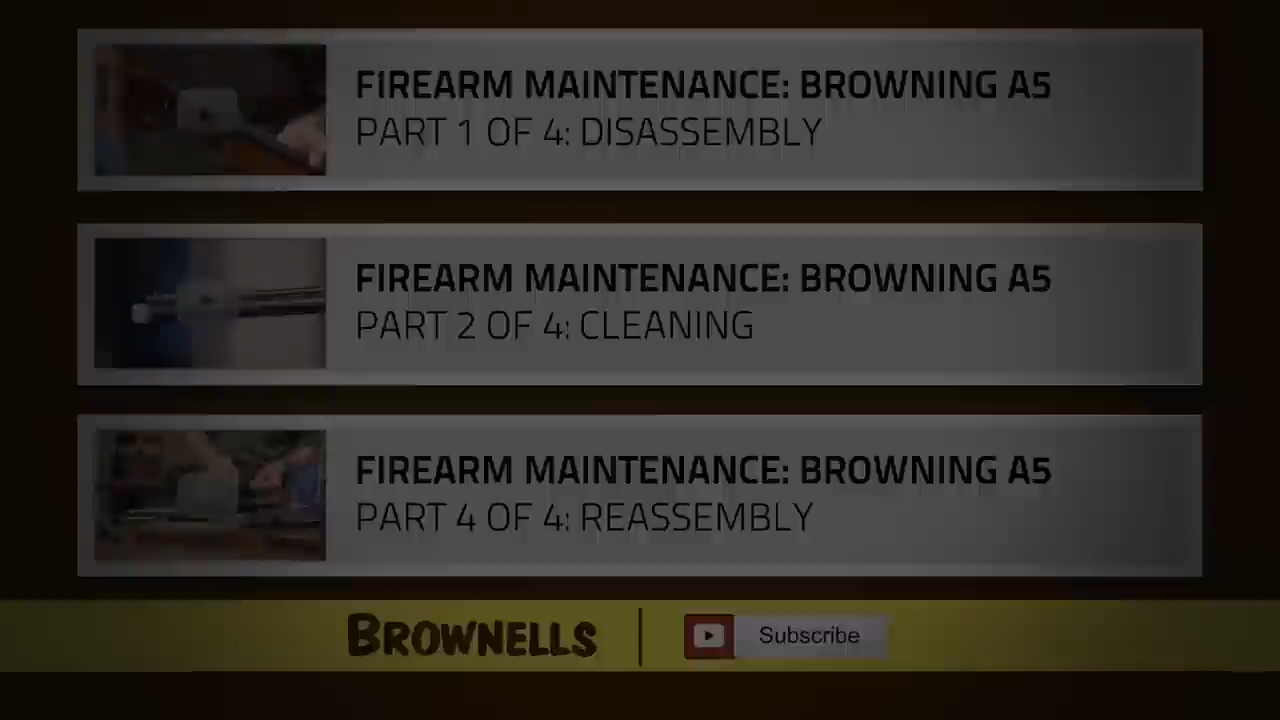 FIREARM MAINTENANCE: BROWNING A5
PART 1 OF 4: DISASSEMBLY
FIREARM MAINTENANCE: BROWNING A5
PART 2 OF 4: CLEANING
FIREARM MAINTENANCE: BROWNING A5
PART 4 OF 4: REASSEMBLY
BROWNELLS
Subscribe